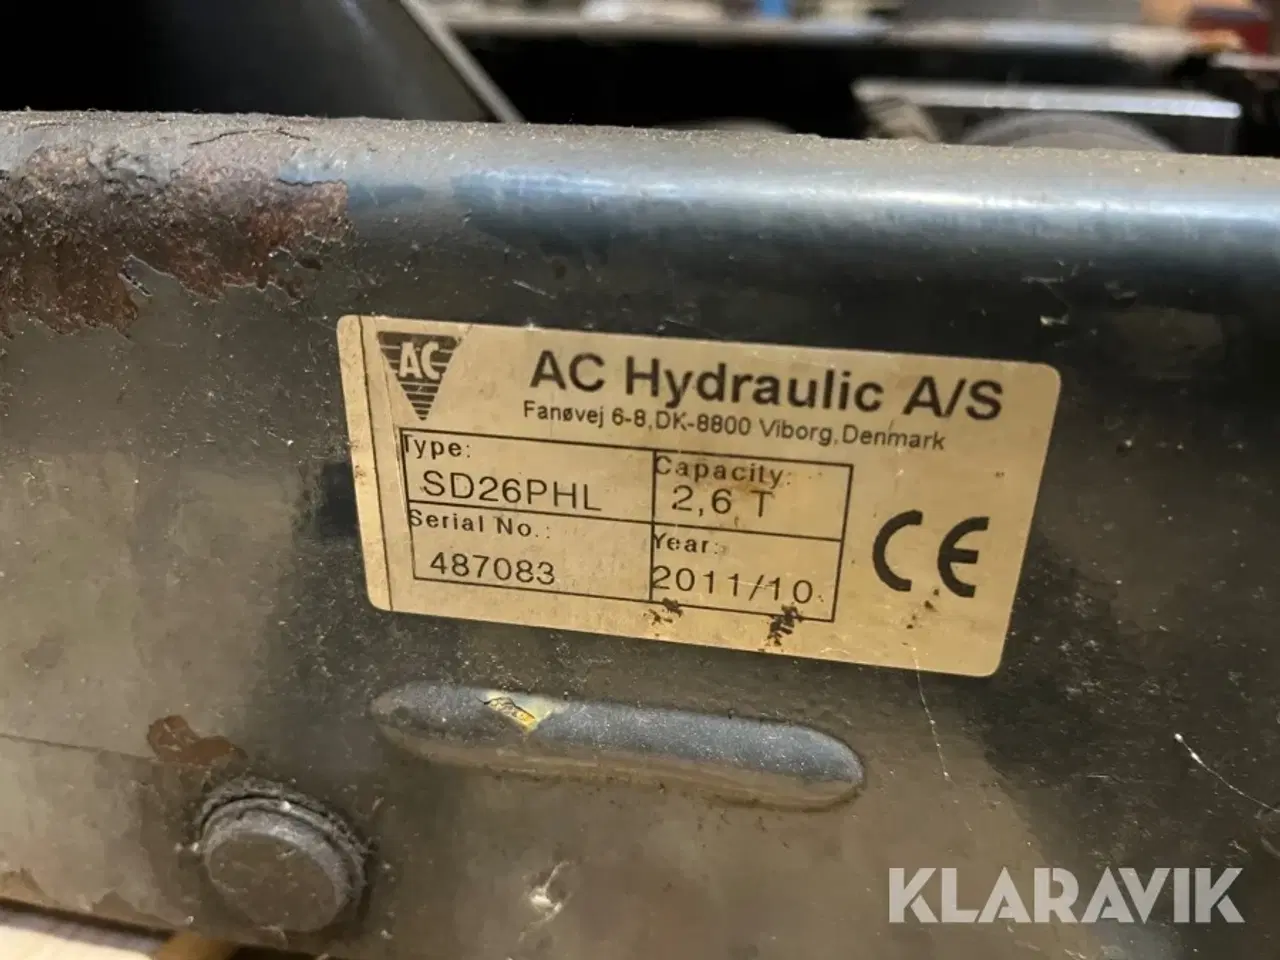 AC
AC Hydraulic A/S
Fanøvej 6-8, DK-8800 Viborg, Denmark
Type:
SD26PHL
Capacity:
2,6 T
Serial No.:
487083
Year:
2011/10
CE
KLARAVIK